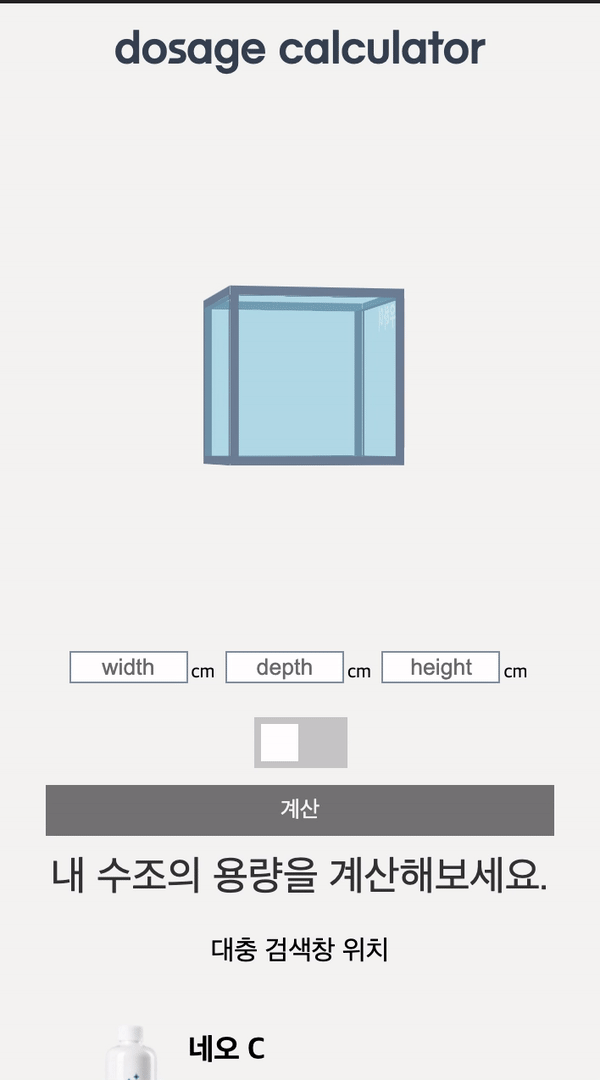 dosage calculator
width cm depth cm height cm
계산
내 수조의 용량을 계산해보세요.
대충 검색창 위치
네오 C